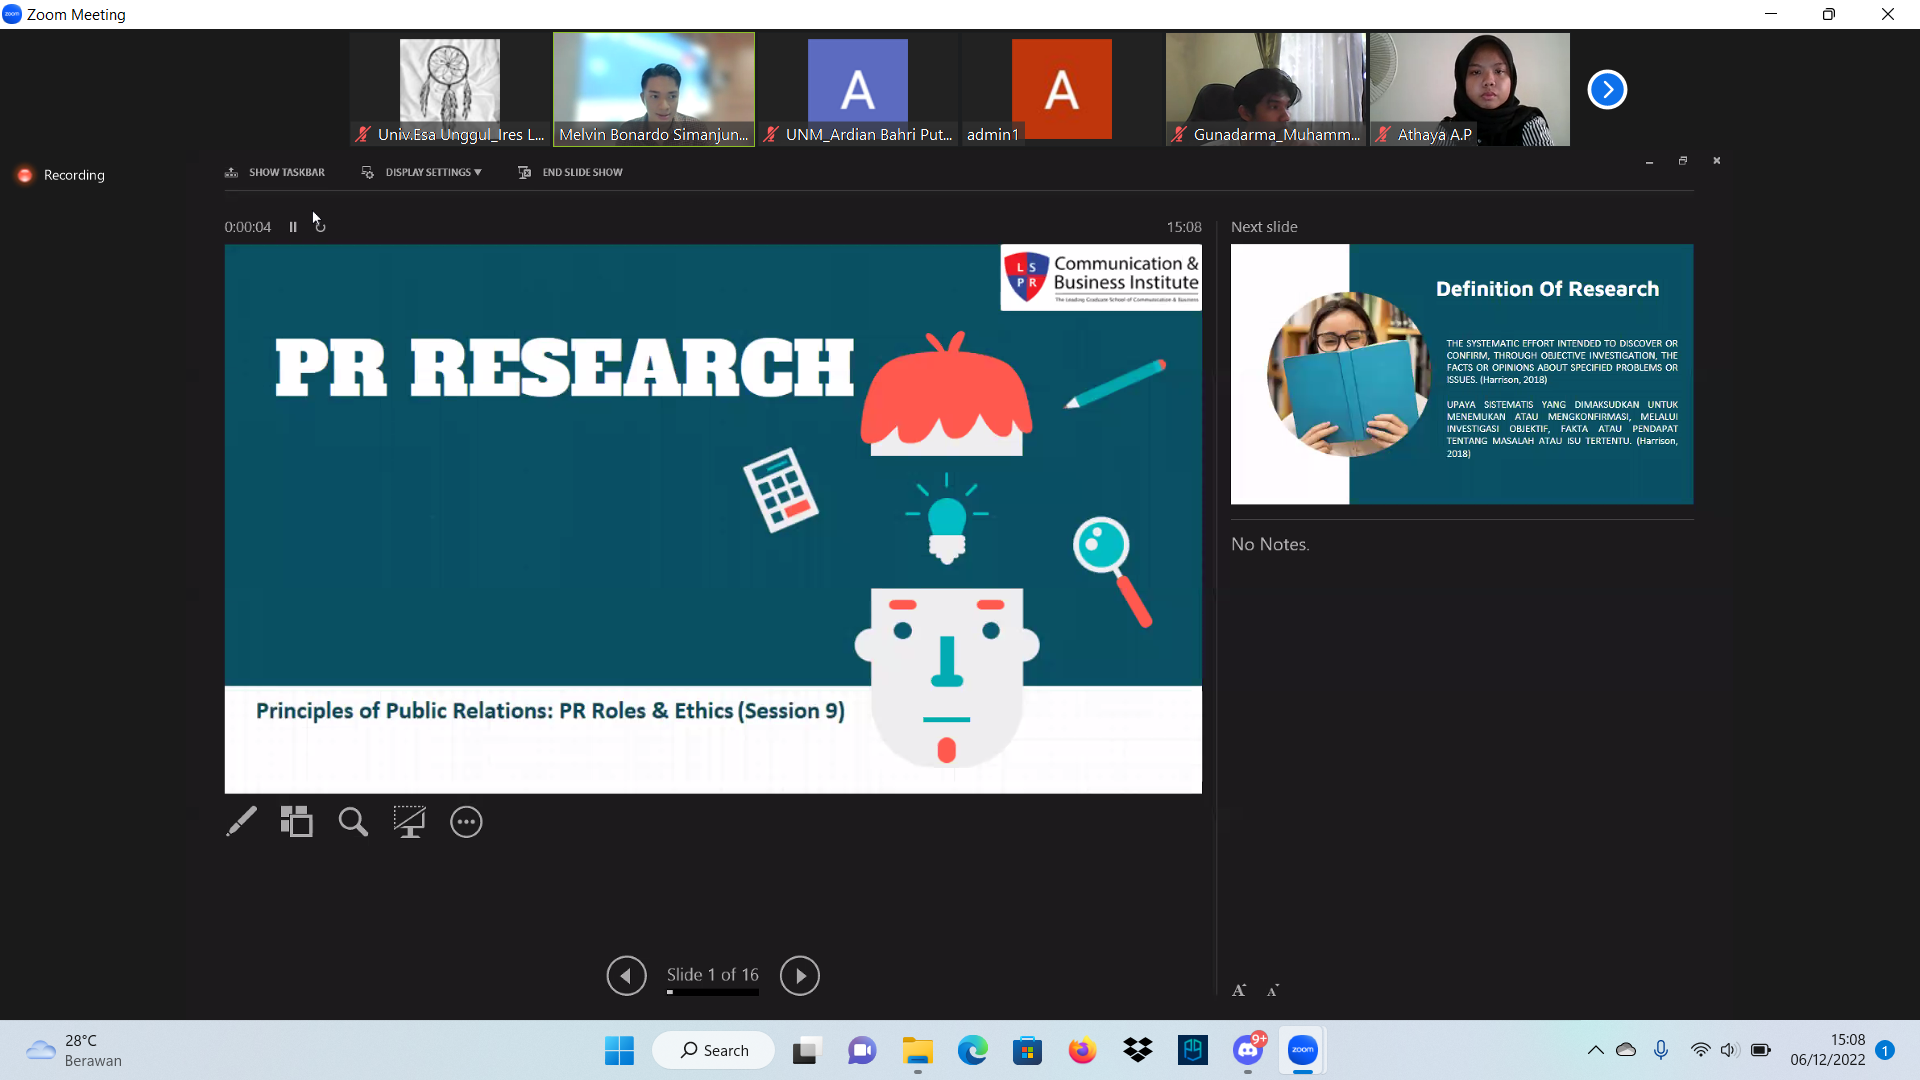 Zoom Meeting
Univ.Esa Unggul_Ires L...
Melvin Bonardo Simanjun...
A
UNM_Ardian Bahri Put...
A
admin1
Gunadarma_Muhamm...
Athaya A.P
Recording
SHOW TASKBAR
DISPLAY SETTINGS
END SLIDE SHOW
0:00:04
15:08
Next slide
L S
P R
Communication &
Business Institute
The Leading Graduate School of Communication & Business
PR RESEARCH
Principles of Public Relations: PR Roles & Ethics (Session 9)
Definition Of Research
THE SYSTEMATIC EFFORT INTENDED TO DISCOVER OR
CONFIRM, THROUGH OBJECTIVE INVESTIGATION, THE
FACTS OR OPINIONS ABOUT SPECIFIED PROBLEMS OR
ISSUES. (Harrison, 2018)
UPAYA SISTEMATIS YANG DIMAKSUDKAN UNTUK
MENEMUKAN ATAU MENGKONFIRMASI, MELALUI
INVESTIGASI OBJEKTIF, FAKTA ATAU PENDAPAT
TENTANG MASALAH ATAU ISU TERTENTU. (Harrison,
2018)
No Notes.
Slide 1 of 16
A A
28°C
Berawan
Search
9+
zoom
15:08
06/12/2022
1